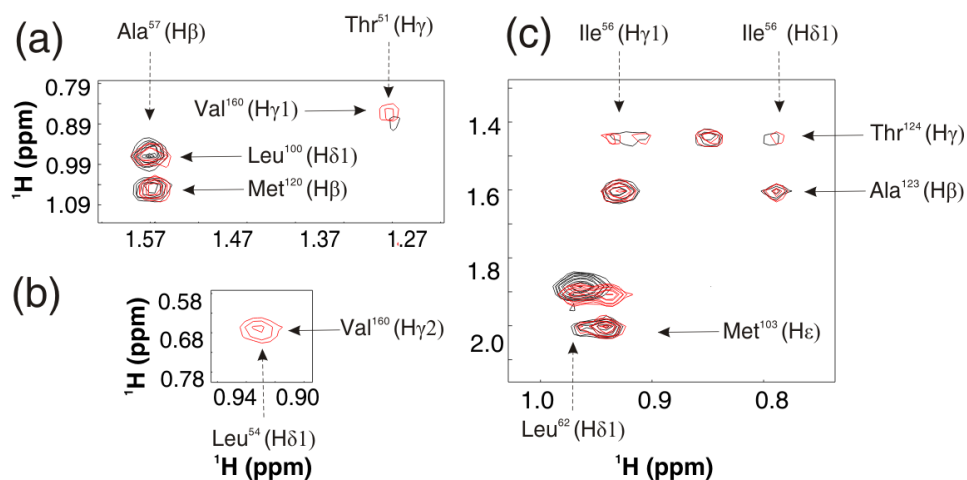 (a)
Ala⁵⁷ (Hβ)
Thr⁵¹ (Hγ)
0.79
0.89
0.99
1.09
¹H (ppm)
Val¹⁶⁰ (Hγ1)
Leu¹⁰⁰ (Hδ1)
Met¹²⁰ (Hβ)
1.57 1.47 1.37 1.27
(b)
0.58
0.68
0.78
¹H (ppm)
Val¹⁶⁰ (Hγ2)
0.94 0.90
Leu⁵⁴ (Hδ1)
¹H (ppm)
(c)
Ile⁵⁶ (Hγ1)
Ile⁵⁶ (Hδ1)
1.4
1.6
1.8
2.0
¹H (ppm)
Thr¹²⁴ (Hγ)
Ala¹²³ (Hβ)
Met¹⁰³ (Hε)
1.0 0.9 0.8
Leu⁶² (Hδ1)
¹H (ppm)